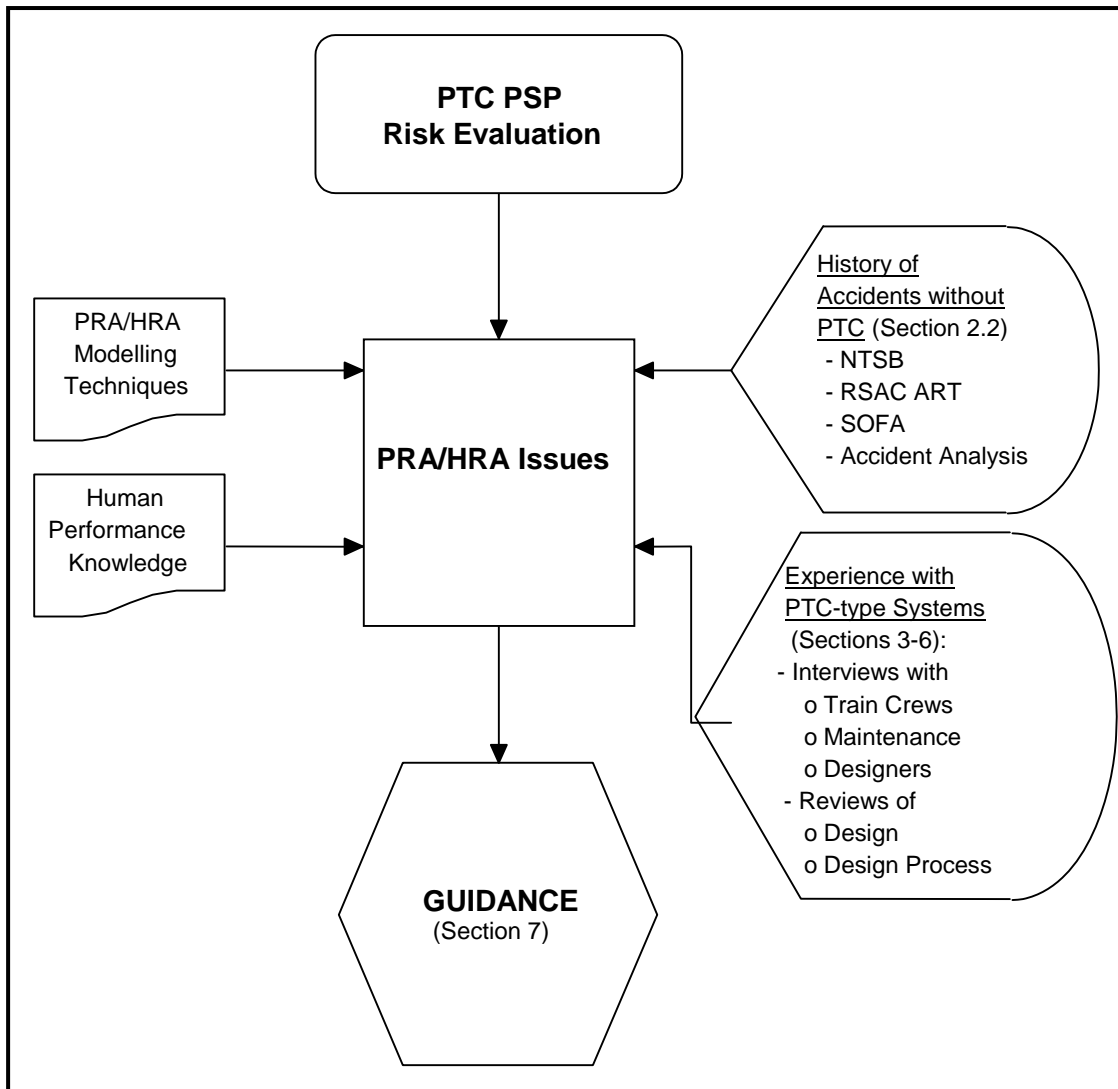 PTC PSP
Risk Evaluation
PRA/HRA
Modelling
Techniques
Human
Performance
Knowledge
PRA/HRA Issues
History of
Accidents without
PTC (Section 2.2)
- NTSB
- RSAC ART
- SOFA
- Accident Analysis
Experience with
PTC-type Systems
(Sections 3-6):
- Interviews with
o Train Crews
o Maintenance
o Designers
- Reviews of
o Design
o Design Process
GUIDANCE
(Section 7)